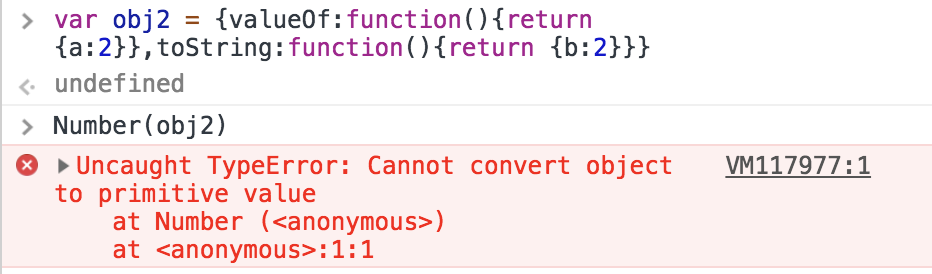 > var obj2 = {valueOf:function(){return
{a:2}},toString:function(){return {b:2}}}
undefined
> Number(obj2)
Uncaught TypeError: Cannot convert object VM117977:1
to primitive value
at Number (<anonymous>)
at <anonymous>:1:1